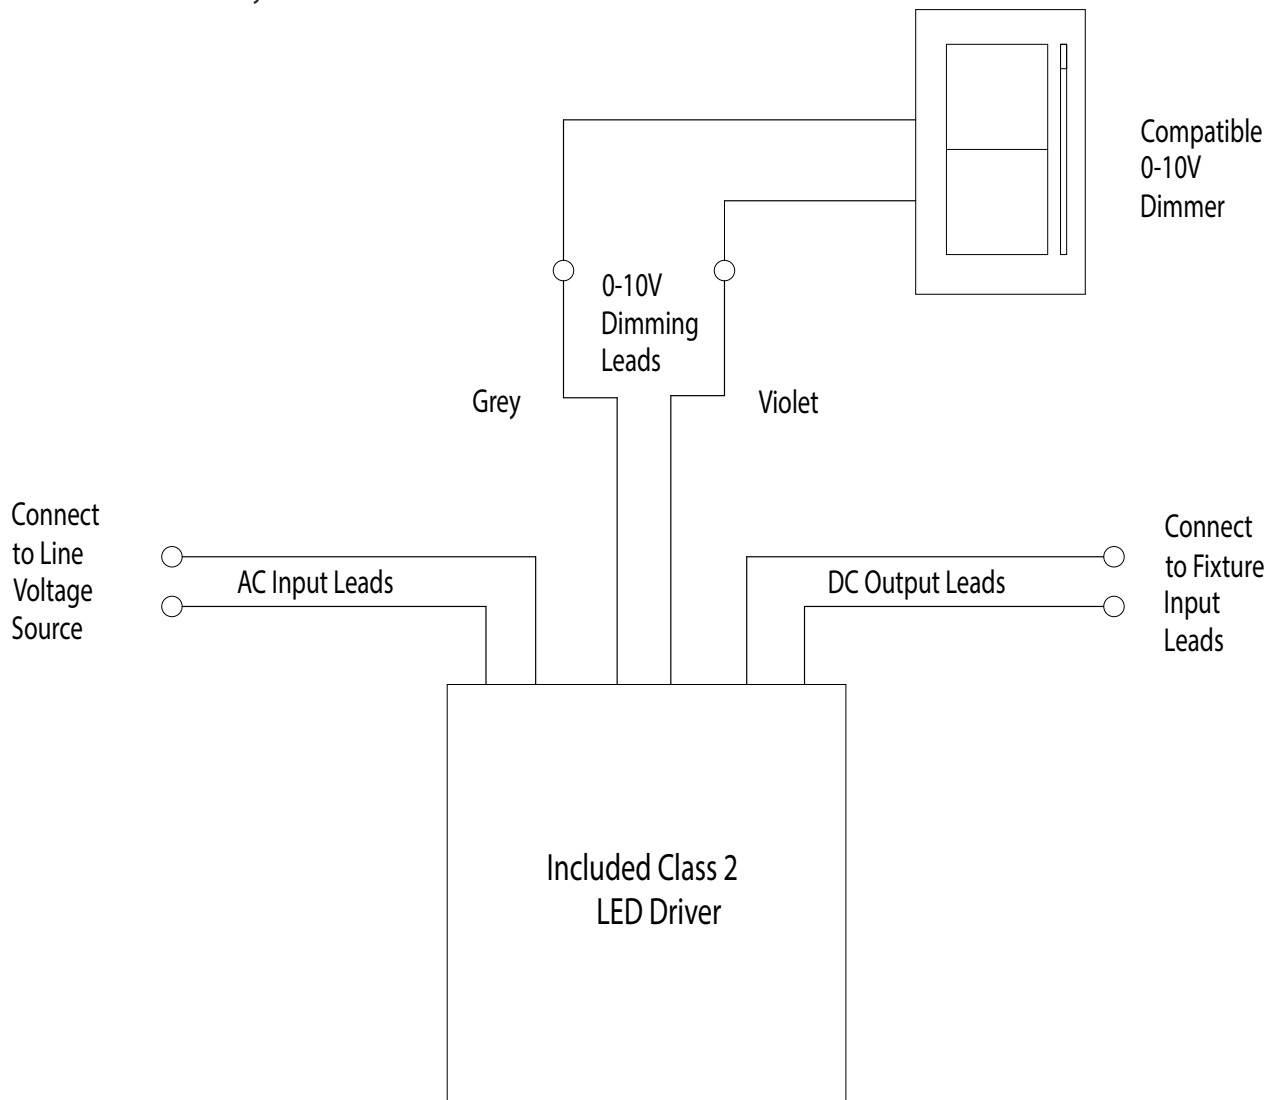 Compatible
0-10V
Dimmer
0-10V
Dimming
Leads
Grey
Violet
Connect
to Line
Voltage
Source
AC Input Leads
DC Output Leads
Connect
to Fixture
Input
Leads
Included Class 2
LED Driver